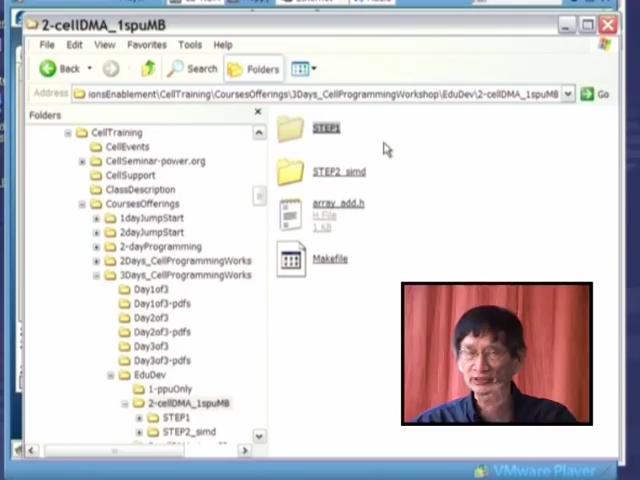 2-cellDMA_1spuMB
File Edit View Favorites Tools Help
Back Search Folders
Address ionsEnablement\CellTraining\CoursesOfferings\3Days_CellProgrammingWorkshop\EduDev\2-cellDMA_1spuMB Go
Folders
CellTraining
CellEvents
CellSeminar-power.org
CellSupport
ClassDescription
CoursesOfferings
1dayJumpStart
2dayJumpStart
2-dayProgramming
2Days_CellProgrammingWorks
3Days_CellProgrammingWorks
Day1of3
Day1of3-pdfs
Day2of3
Day2of3-pdfs
Day3of3
Day3of3-pdfs
EduDev
1-ppuOnly
2-cellDMA_1spuMB
STEP1
STEP2_simd
STEP1
STEP2_simd
array_add.h
H File
1 KB
Makefile
VMware Player